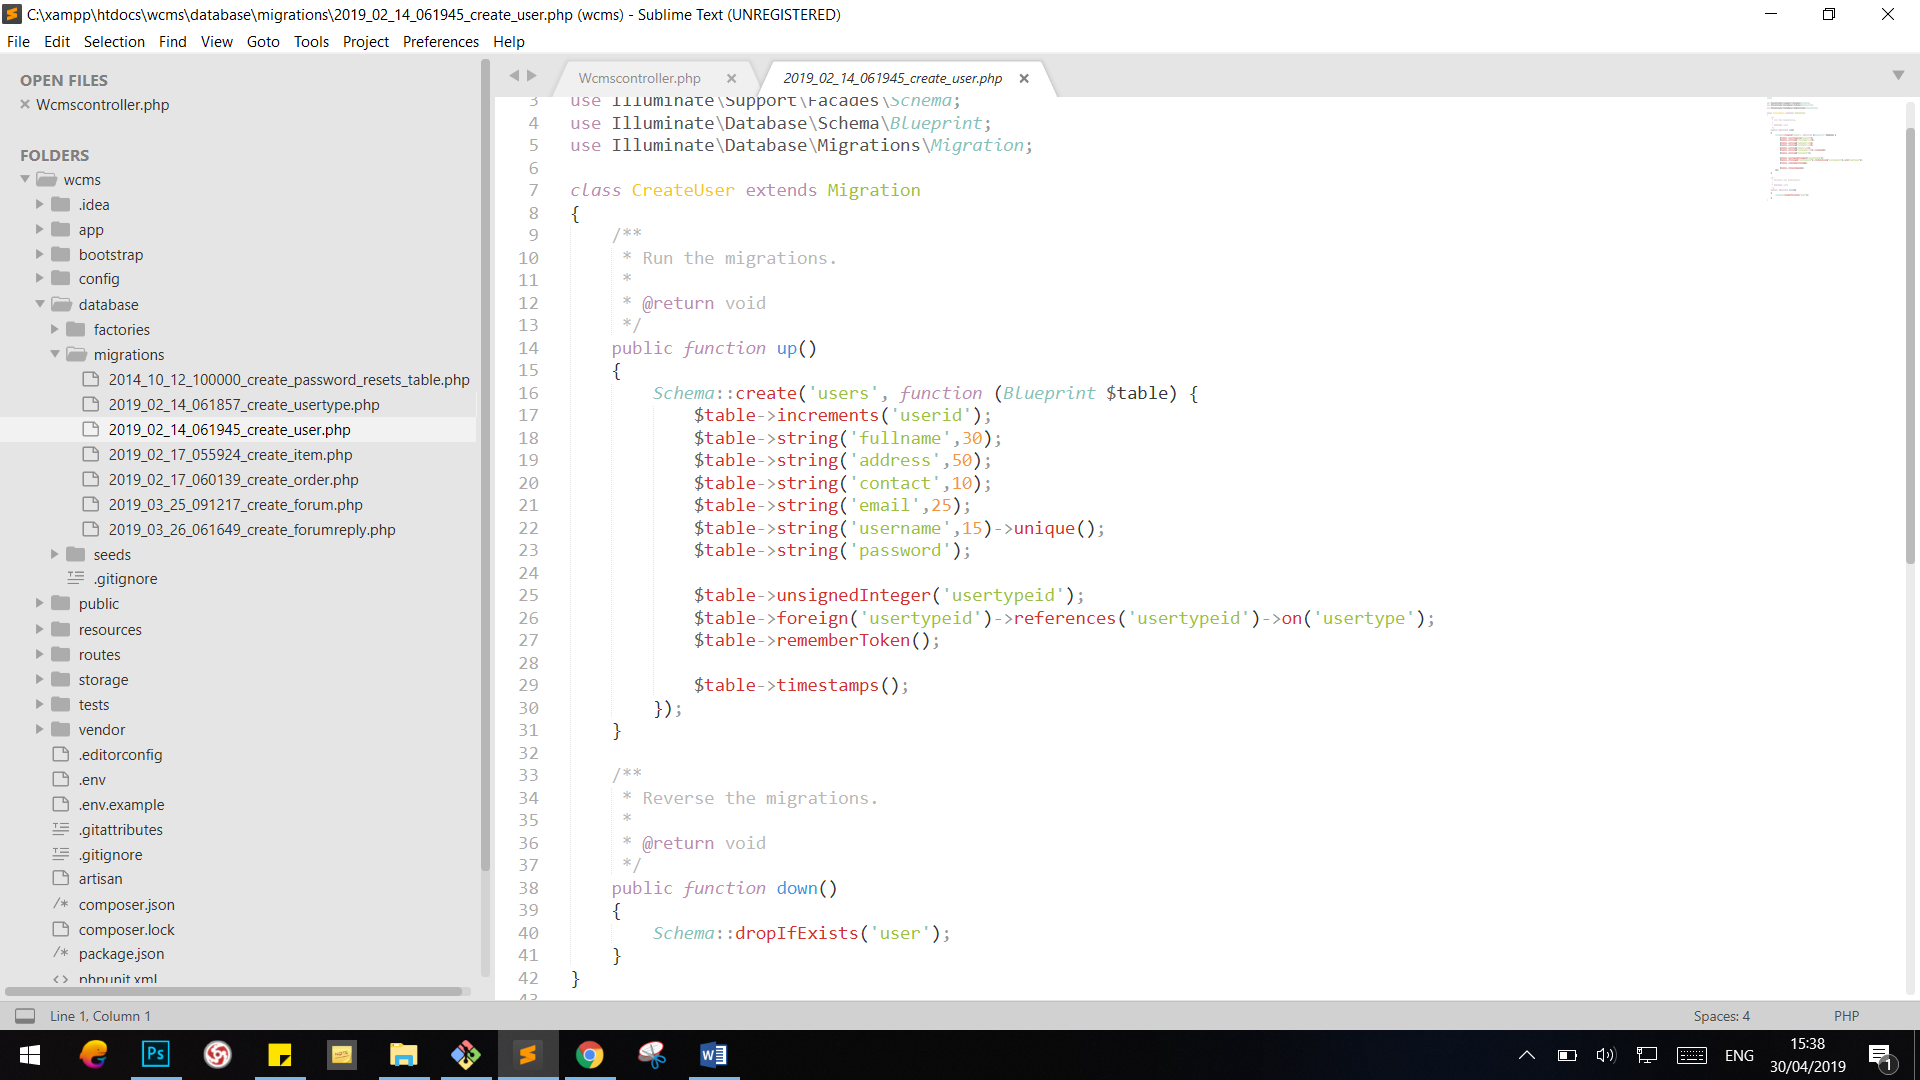 C:\xampp\htdocs\wcms\database\migrations\2019_02_14_061945_create_user.php (wcms) - Sublime Text (UNREGISTERED)
File Edit Selection Find View Goto Tools Project Preferences Help
OPEN FILES
Wcmscontroller.php
FOLDERS
wcms
.idea
app
bootstrap
config
database
factories
migrations
2014_10_12_100000_create_password_resets_table.php
2019_02_14_061857_create_usertype.php
2019_02_14_061945_create_user.php
2019_02_17_055924_create_item.php
2019_02_17_060139_create_order.php
2019_03_25_091217_create_forum.php
2019_03_26_061649_create_forumreply.php
seeds
.gitignore
public
resources
routes
storage
tests
vendor
.editorconfig
.env
.env.example
.gitattributes
.gitignore
artisan
composer.json
composer.lock
package.json
phpunit.xml
Wcmscontroller.php
2019_02_14_061945_create_user.php
3 use Illuminate\Support\Facades\Schema;
4 use Illuminate\Database\Schema\Blueprint;
5 use Illuminate\Database\Migrations\Migration;
6
7 class CreateUser extends Migration
8 {
9 /**
10 * Run the migrations.
11 *
12 * @return void
13 */
14 public function up()
15 {
16 Schema::create('users', function (Blueprint $table) {
17 $table->increments('userid');
18 $table->string('fullname',30);
19 $table->string('address',50);
20 $table->string('contact',10);
21 $table->string('email',25);
22 $table->string('username',15)->unique();
23 $table->string('password');
24
25 $table->unsignedInteger('usertypeid');
26 $table->foreign('usertypeid')->references('usertypeid')->on('usertype');
27 $table->rememberToken();
28
29 $table->timestamps();
30 });
31 }
32
33 /**
34 * Reverse the migrations.
35 *
36 * @return void
37 */
38 public function down()
39 {
40 Schema::dropIfExists('user');
41 }
42 }
43
Line 1, Column 1
Spaces: 4
PHP
Ps
ENG
15:38
30/04/2019
1